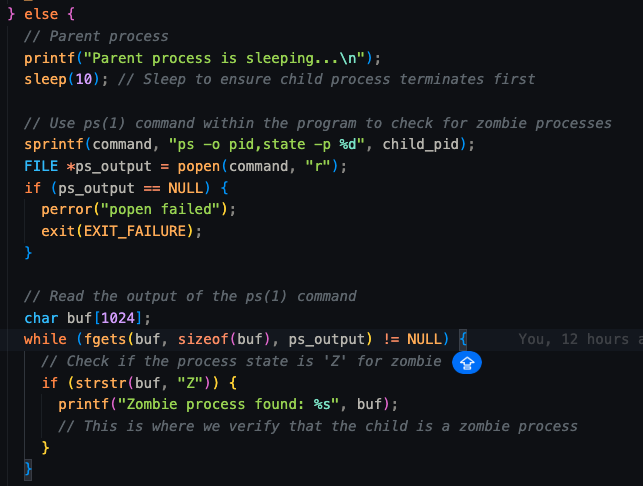 } else {
// Parent process
printf("Parent process is sleeping...\n");
sleep(10); // Sleep to ensure child process terminates first
// Use ps(1) command within the program to check for zombie processes
sprintf(command, "ps -o pid,state -p %d", child_pid);
FILE *ps_output = popen(command, "r");
if (ps_output == NULL) {
perror("popen failed");
exit(EXIT_FAILURE);
}
// Read the output of the ps(1) command
char buf[1024];
while (fgets(buf, sizeof(buf), ps_output) != NULL) { You, 12 hours a
// Check if the process state is 'Z' for zombie
if (strstr(buf, "Z")) {
printf("Zombie process found: %s", buf);
// This is where we verify that the child is a zombie process
}
}